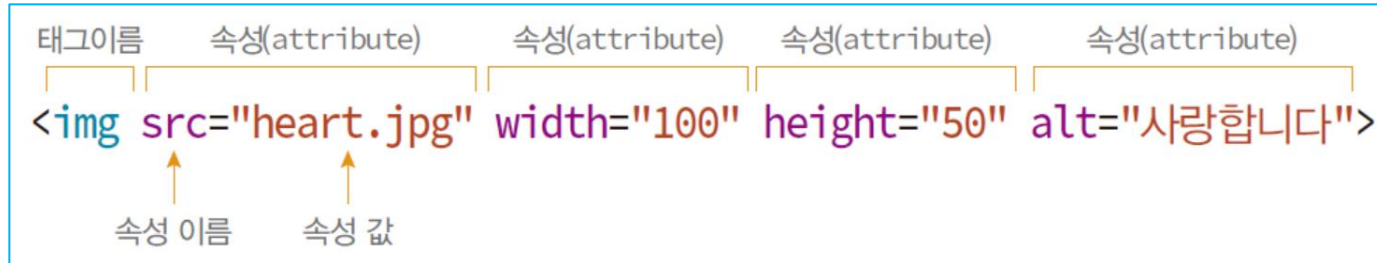 태그이름 속성(attribute) 속성(attribute) 속성(attribute) 속성(attribute)
<img src="heart.jpg" width="100" height="50" alt="사랑합니다">
속성 이름 속성 값